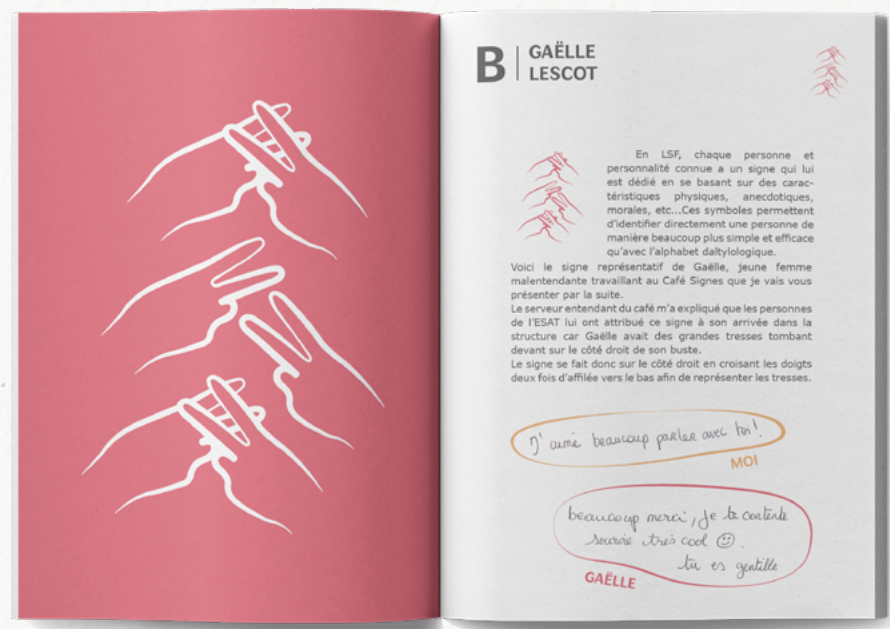 B
GAËLLE
LESCOT
En LSF, chaque personne et
personnalité connue a un signe qui lui
est dédié en se basant sur des carac-
téristiques physiques, anecdotiques,
morales, etc...Ces symboles permettent
d'identifier directement une personne de
manière beaucoup plus simple et efficace
qu'avec l'alphabet daltylologique.
Voici le signe représentatif de Gaëlle, jeune femme
malentendante travaillant au Café Signes que je vais vous
présenter par la suite.
Le serveur entendant du café m'a expliqué que les personnes
de l'ESAT lui ont attribué ce signe à son arrivée dans la
structure car Gaëlle avait des grandes tresses tombant
devant sur le côté droit de son buste.
Le signe se fait donc sur le côté droit en croisant les doigts
deux fois d'affilée vers le bas afin de représenter les tresses.
J'aime beaucoup parler avec toi!
MOI
beaucoup merci, je te contente
sourire très cool
tu es gentille
GAËLLE